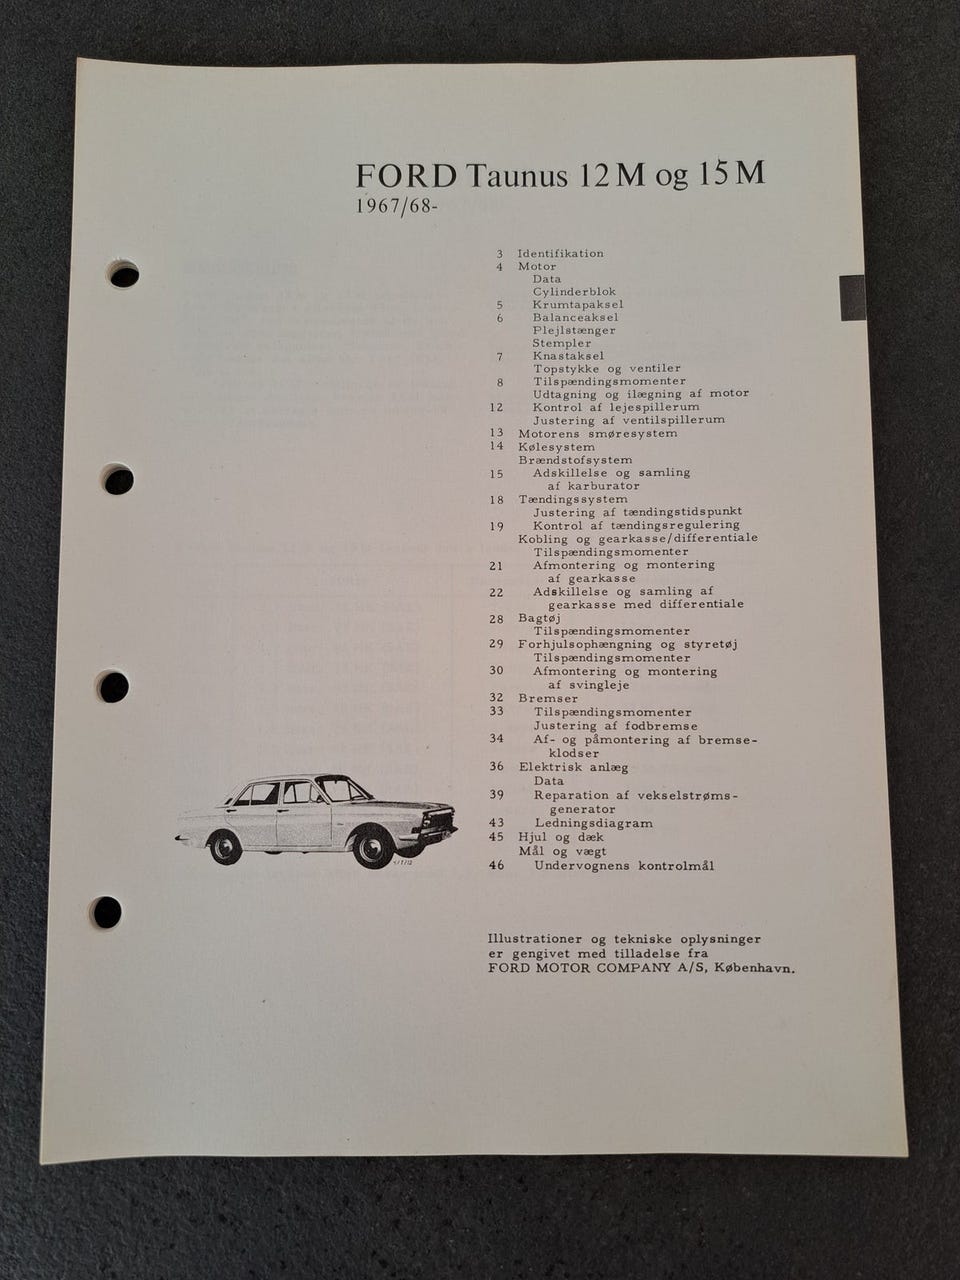 FORD Taunus 12M og 15M
1967/68-
3 Identifikation
4 Motor
Data
Cylinderblok
5 Krumtapaksel
6 Balanceaksel
Plejlstænger
Stempler
7 Knastaksel
Topstykke og ventiler
8 Tilspændingsmomenter
Udtagning og ilægning af motor
12 Kontrol af lejespillerum
Justering af ventilspillerum
13 Motorens smøresystem
14 Kølesystem
Brændstofsystem
15 Adskillelse og samling
af karburator
18 Tændingssystem
Justering af tændingstidspunkt
19 Kontrol af tændingsregulering
Kobling og gearkasse/differentiale
Tilspændingsmomenter
21 Afmontering og montering
af gearkasse
22 Adskillelse og samling af
gearkasse med differentiale
28 Bagtøj
Tilspændingsmomenter
29 Forhjulsophængning og styretøj
Tilspændingsmomenter
30 Afmontering og montering
af svingleje
32 Bremser
33 Tilspændingsmomenter
Justering af fodbremse
34 Af- og påmontering af bremse-
klodser
36 Elektrisk anlæg
Data
39 Reparation af vekselstrøms-
generator
43 Ledningsdiagram
45 Hjul og dæk
Mål og vægt
46 Undervognens kontrolmål
Illustrationer og tekniske oplysninger
er gengivet med tilladelse fra
FORD MOTOR COMPANY A/S, København.